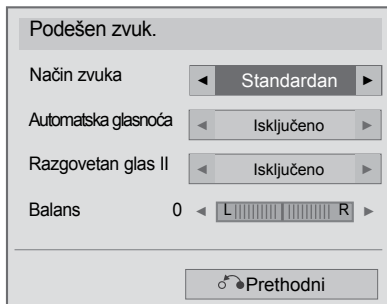 Podešen zvuk.
Način zvuka ◄ Standardan ►
Automatska glasnoća ◄ Isključeno ►
Razgovetan glas II ◄ Isključeno ►
Balans 0 ◄ L R ►
Prethodni